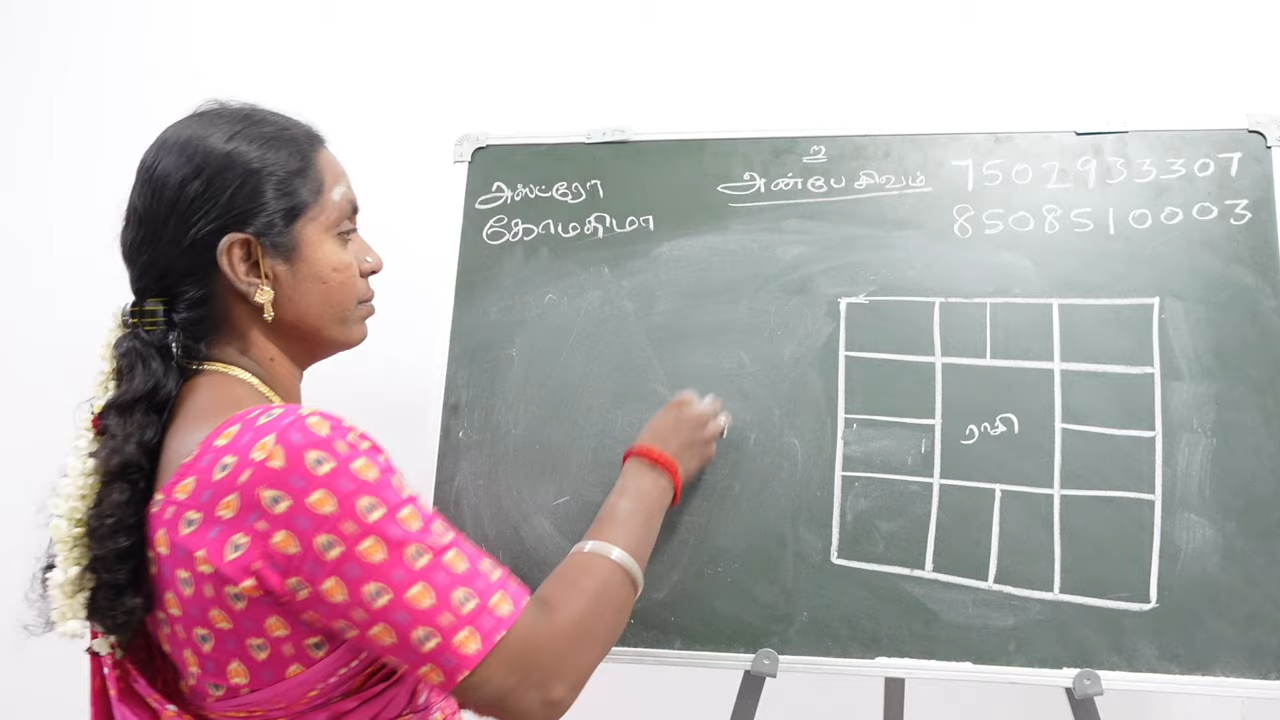 உ
அஸ்ட்ரோ
கோமதிமா
அன்பே சிவம்
7502933307
8508510003
ராசி